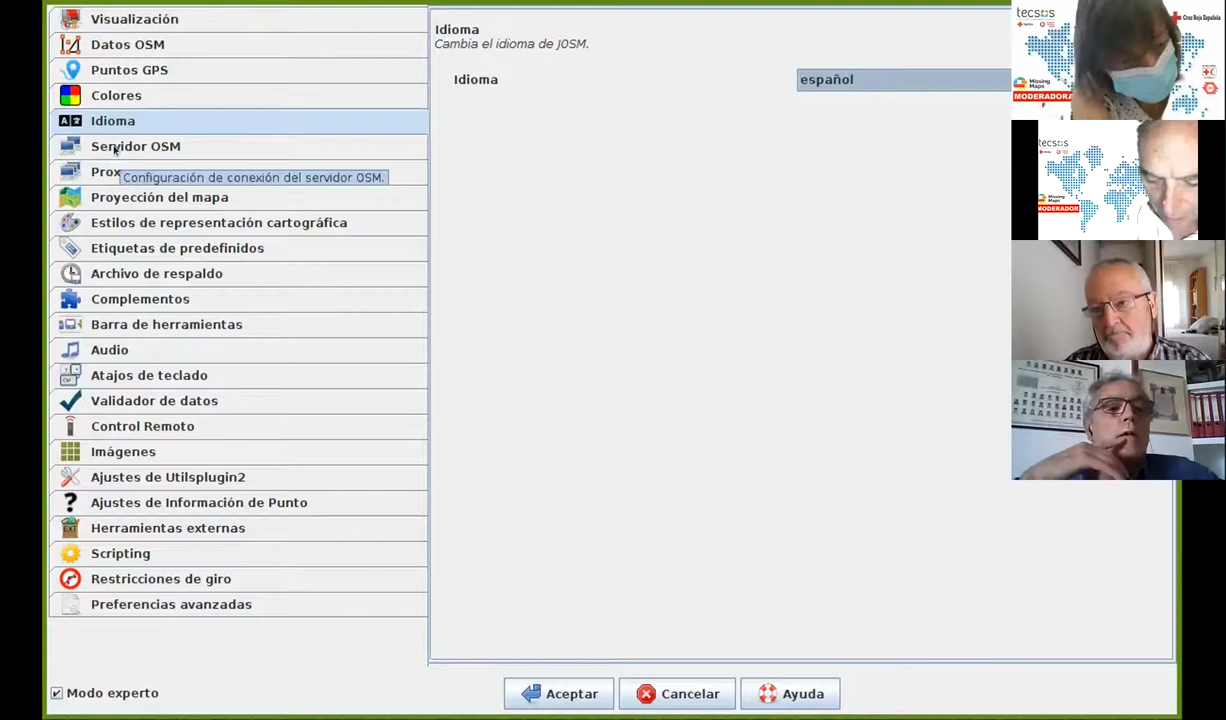 Visualización
Datos OSM
Puntos GPS
Colores
Idioma
Servidor OSM
Prox
Configuración de conexión del servidor OSM.
Proyección del mapa
Estilos de representación cartográfica
Etiquetas de predefinidos
Archivo de respaldo
Complementos
Barra de herramientas
Audio
Atajos de teclado
Validador de datos
Control Remoto
Imágenes
Ajustes de Utilsplugin2
Ajustes de Información de Punto
Herramientas externas
Scripting
Restricciones de giro
Preferencias avanzadas
Modo experto
Idioma
Cambia el idioma de JOSM.
Idioma
español
Aceptar
Cancelar
Ayuda
tecsos
Cruz Roja Española
Missing
Maps
MODERADORA
tecsos
Missing
Maps
MODERADOR